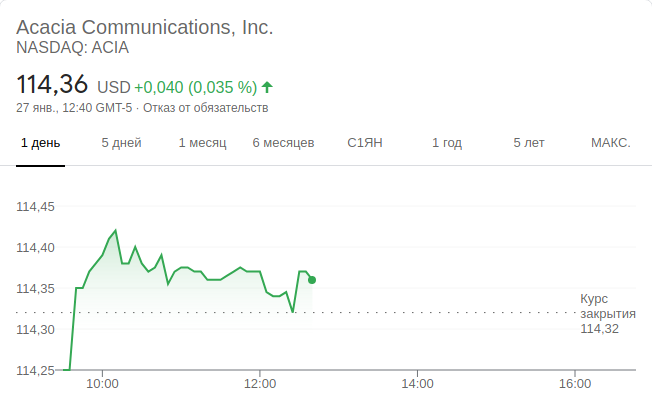 Acacia Communications, Inc.
NASDAQ: ACIA
114,36 USD +0,040 (0,035 %)
27 янв., 12:40 GMT-5 · Отказ от обязательств
1 день 5 дней 1 месяц 6 месяцев С1ЯН 1 год 5 лет МАКС.
114,45
114,40
114,35
114,30
114,25
Курс
закрытия
114,32
10:00 12:00 14:00 16:00